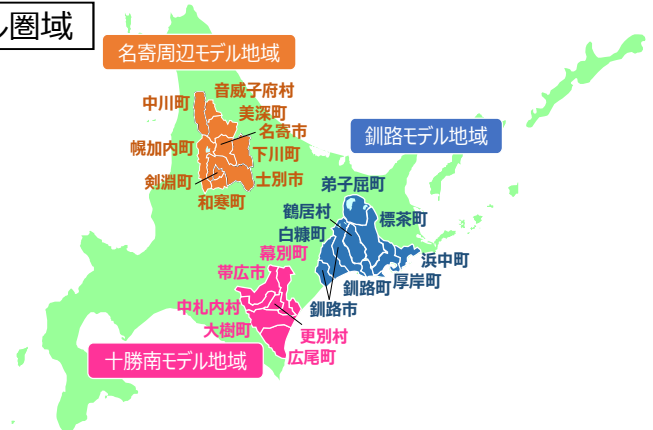 ル圏域
名寄周辺モデル地域
音威子府村
中川町
美深町
名寄市
幌加内町
下川町
剣淵町
士別市
和寒町
釧路モデル地域
弟子屈町
鶴居村
標茶町
白糠町
浜中町
厚岸町
釧路町
釧路市
幕別町
帯広市
中札内村
大樹町
更別村
広尾町
十勝南モデル地域